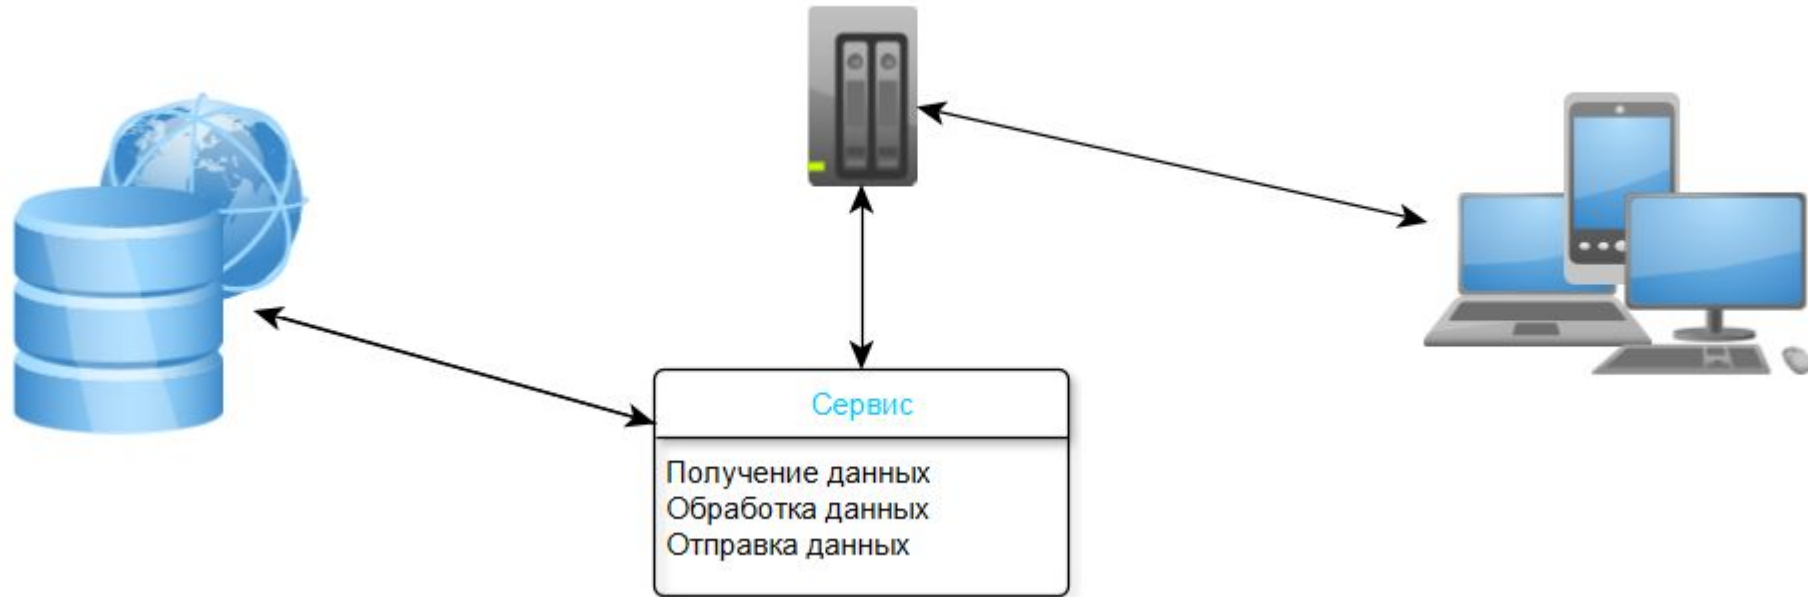 Сервис
Получение данных
Обработка данных
Отправка данных